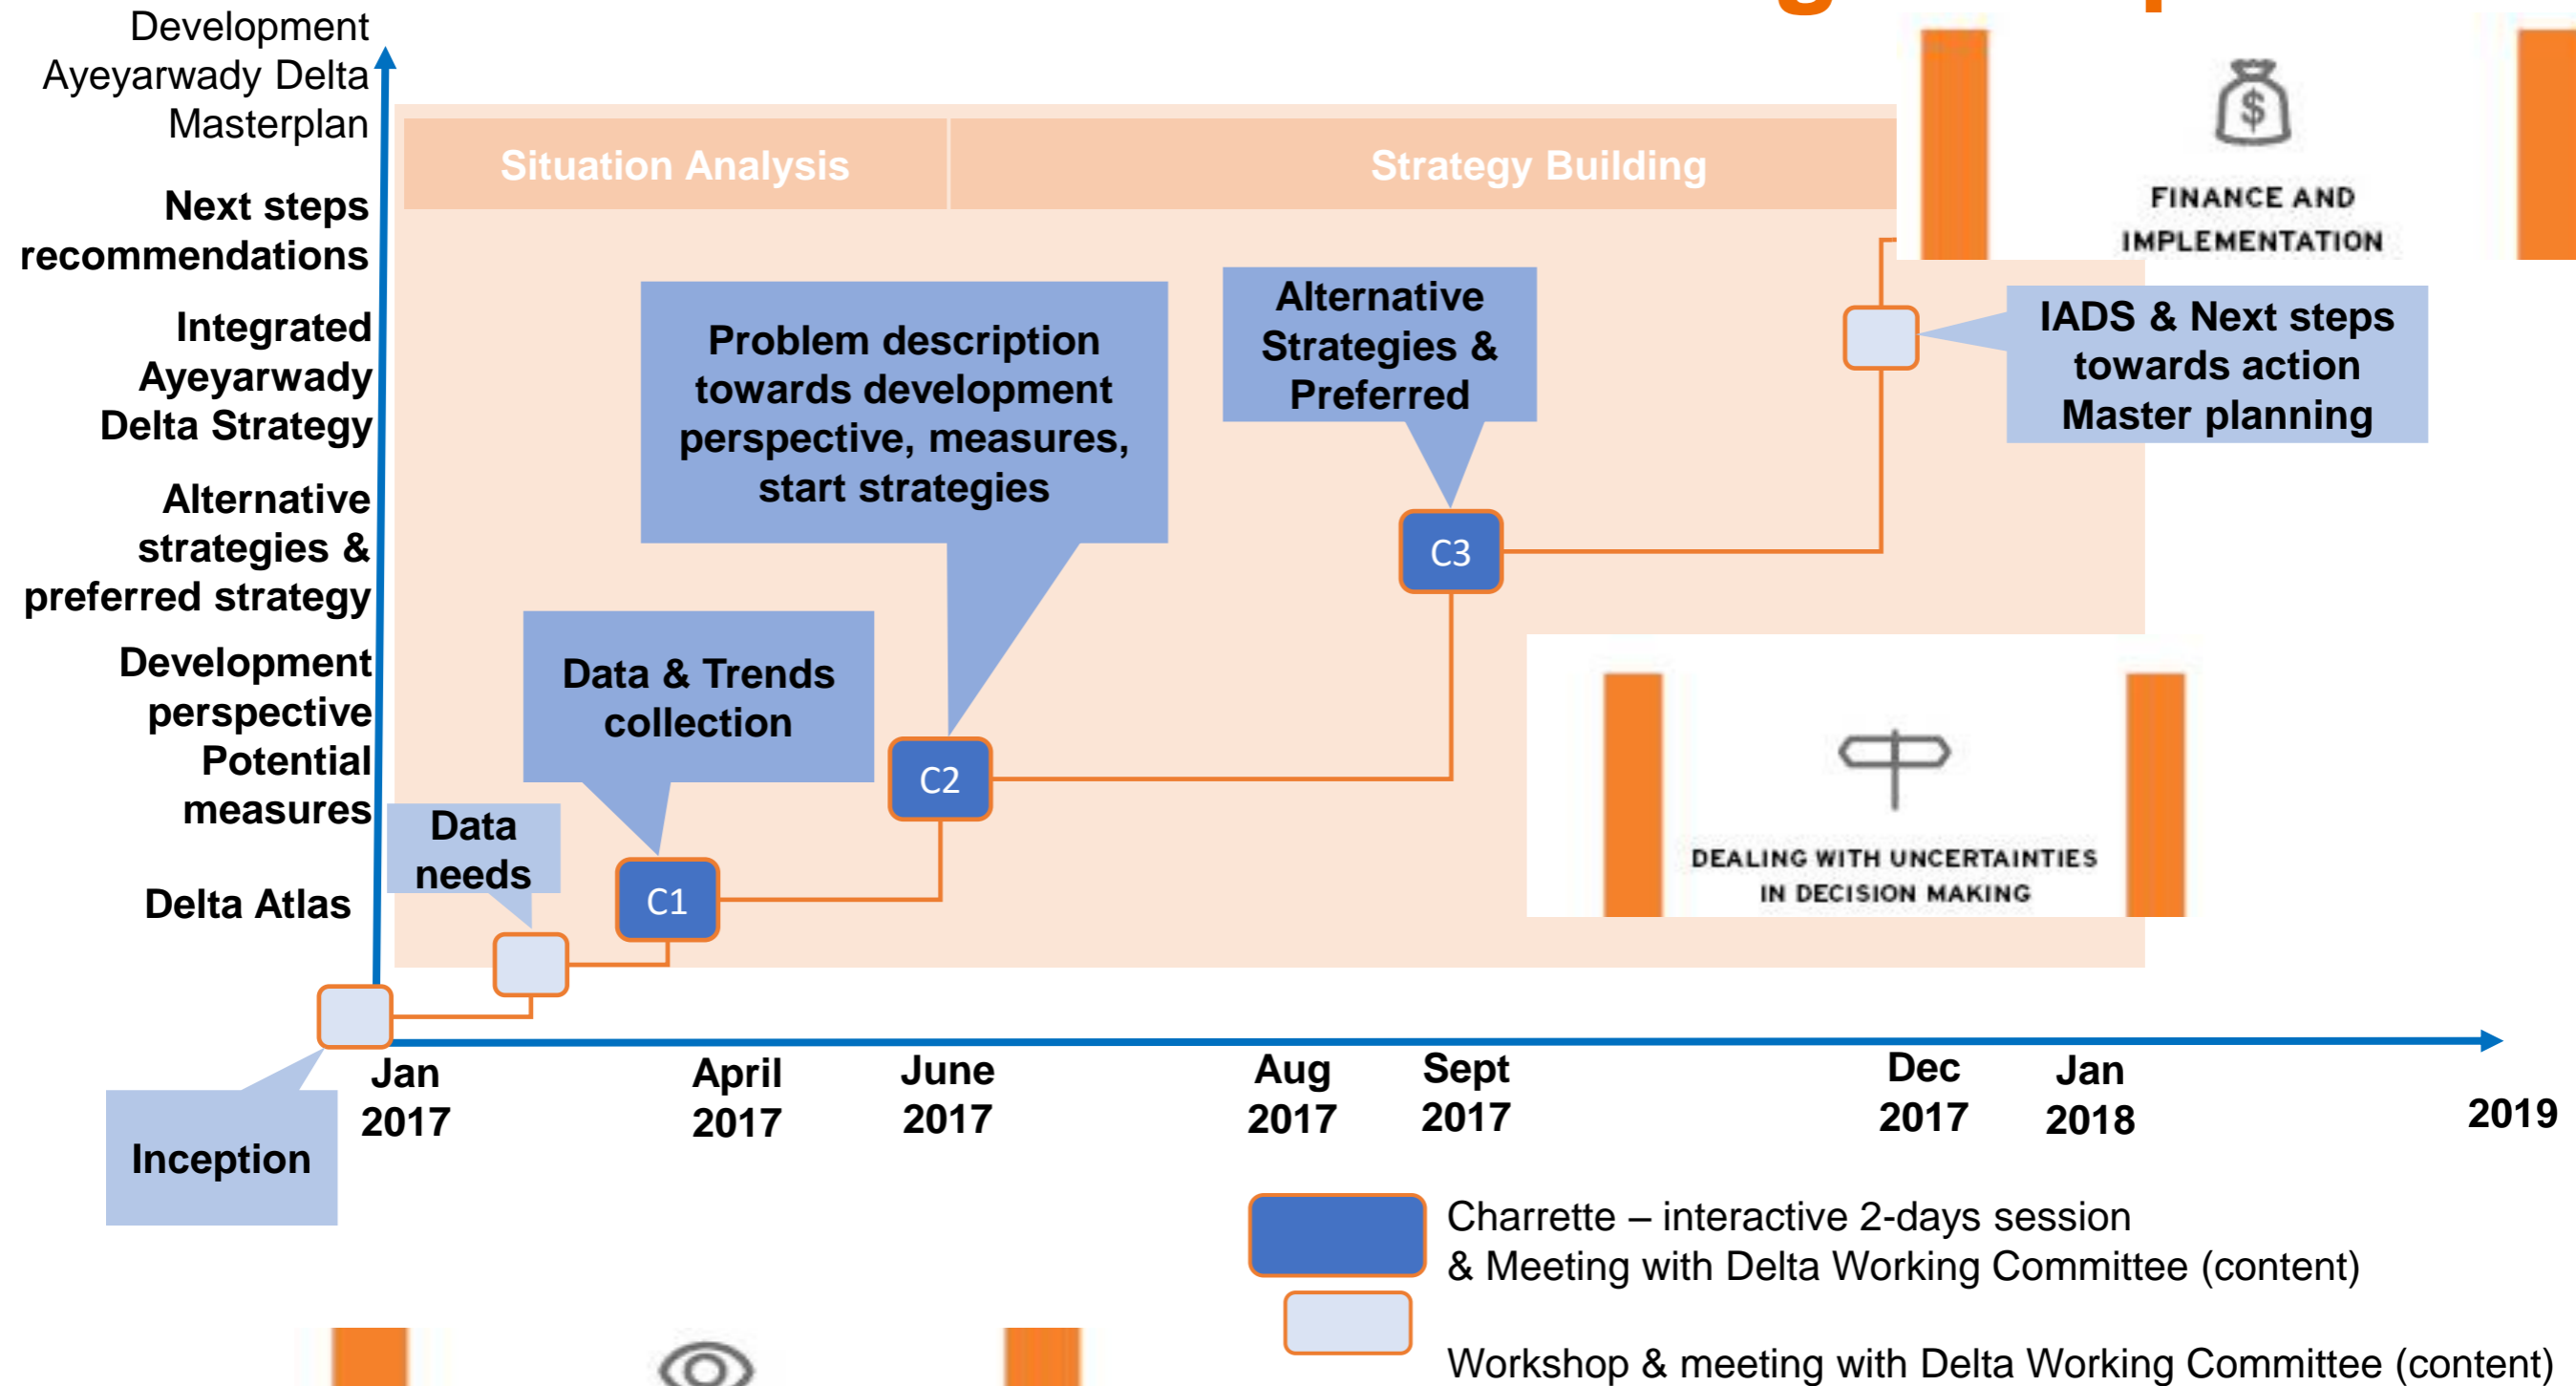 Development
Ayeyarwady Delta
Masterplan
Next steps
recommendations
Integrated
Ayeyarwady
Delta Strategy
Alternative
strategies &
preferred strategy
Development
perspective
Potential
measures
Delta Atlas
Situation Analysis
Strategy Building
$
FINANCE AND
IMPLEMENTATION
Problem description
towards development
perspective, measures,
start strategies
Alternative
Strategies &
Preferred
IADS & Next steps
towards action
Master planning
C3
Data & Trends
collection
C2
Data
needs
C1
DEALING WITH UNCERTAINTIES
IN DECISION MAKING
Inception
Jan
2017
April
2017
June
2017
Aug
2017
Sept
2017
Dec
2017
Jan
2018
2019
Charrette – interactive 2-days session
& Meeting with Delta Working Committee (content)
Workshop & meeting with Delta Working Committee (content)